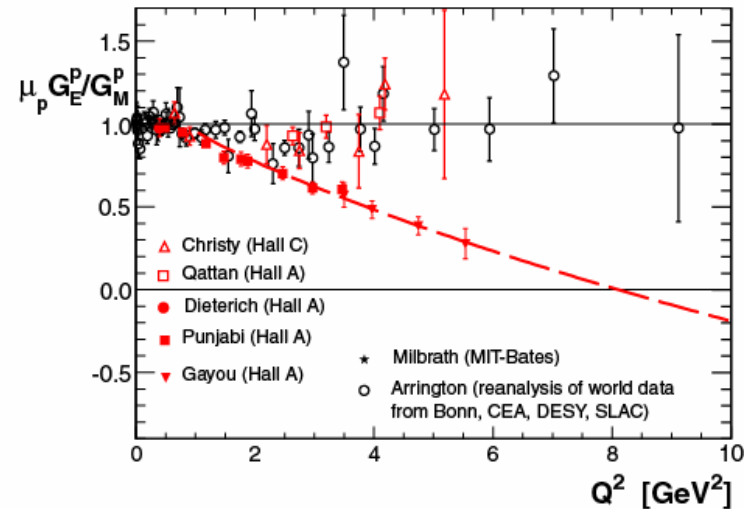 1.5
μpGEp/GMp
1.0
0.5
0.0
-0.5
Christy (Hall C)
Qattan (Hall A)
Dieterich (Hall A)
Punjabi (Hall A)
Gayou (Hall A)
Milbrath (MIT-Bates)
Arrington (reanalysis of world data
from Bonn, CEA, DESY, SLAC)
0 2 4 6 8 10
Q² [GeV²]